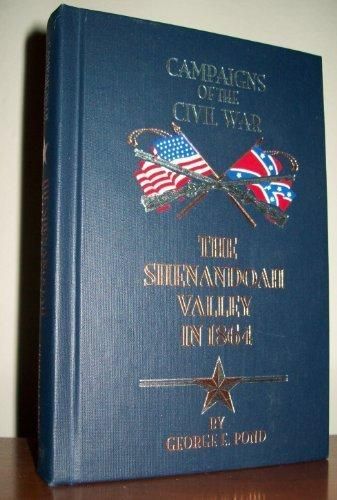 CAMPAIGNS
OF THE
CIVIL WAR
THE
SHENANDOAH
VALLEY
IN 1864
BY
GEORGE E. POND